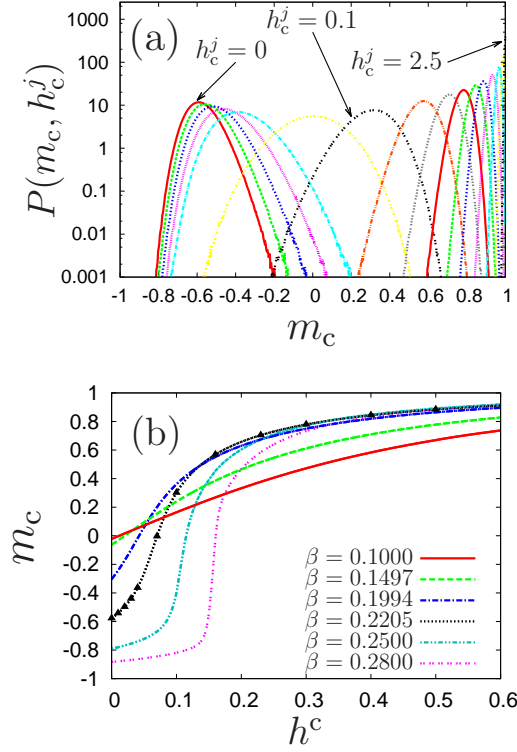 (a)
h_c^j = 0
h_c^j = 0.1
h_c^j = 2.5
P(m_c, h_c^j)
1000
100
10
1
0.1
0.01
0.001
-1 -0.8 -0.6 -0.4 -0.2 0 0.2 0.4 0.6 0.8 1
m_c
(b)
m_c
1
0.8
0.6
0.4
0.2
0
-0.2
-0.4
-0.6
-0.8
-1
β = 0.1000
β = 0.1497
β = 0.1994
β = 0.2205
β = 0.2500
β = 0.2800
0 0.1 0.2 0.3 0.4 0.5 0.6
h^c